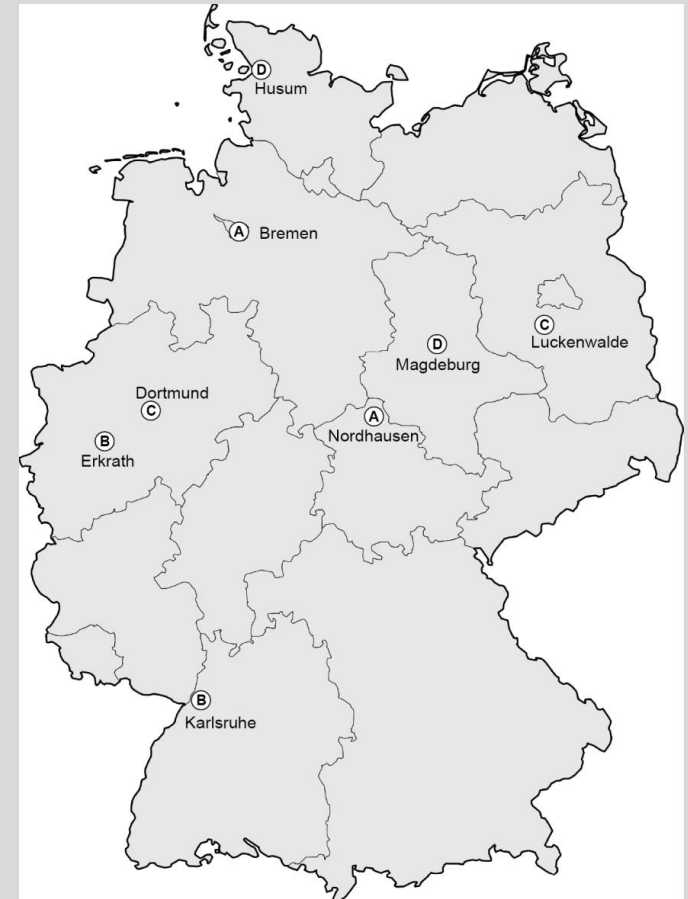 D
Husum
A Bremen
C
Luckenwalde
D
Magdeburg
Dortmund
C
A
Nordhausen
B
Erkrath
B
Karlsruhe